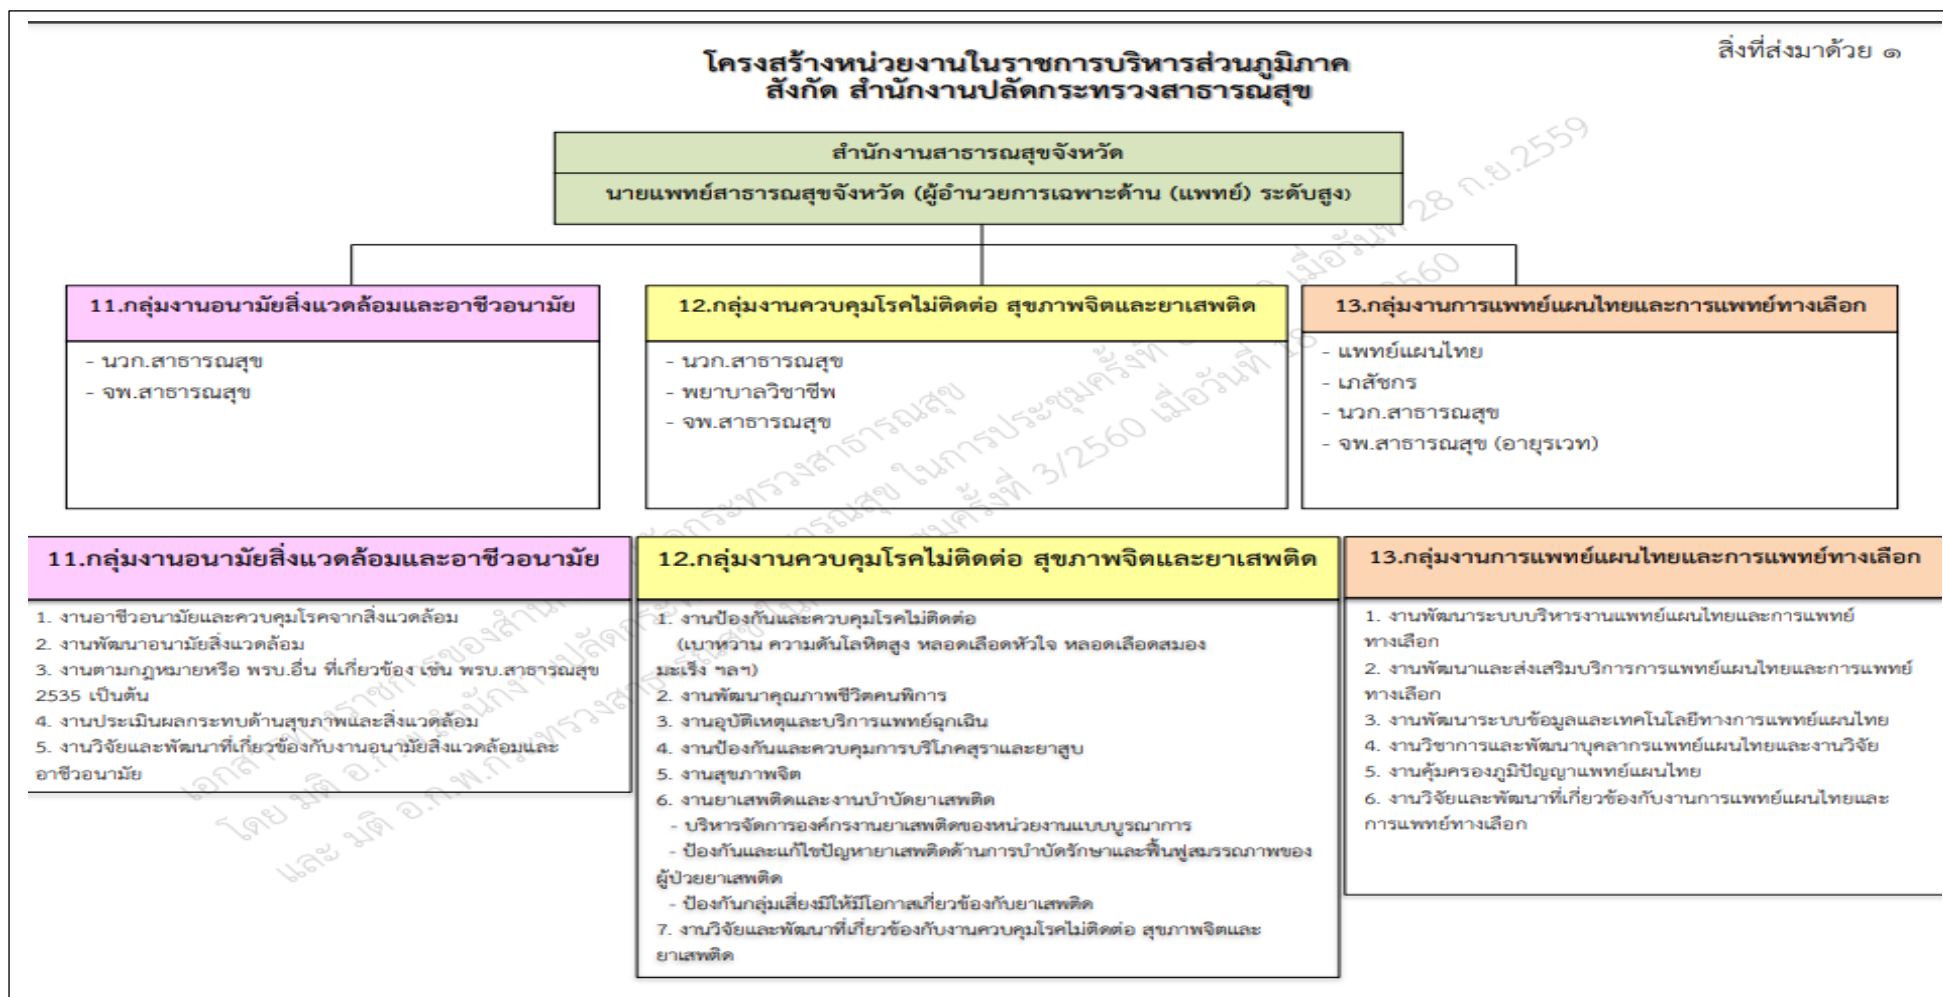 สิ่งที่ส่งมาด้วย ๑
โครงสร้างหน่วยงานในราชการบริหารส่วนภูมิภาค
สังกัด สำนักงานปลัดกระทรวงสาธารณสุข
สำนักงานสาธารณสุขจังหวัด
นายแพทย์สาธารณสุขจังหวัด (ผู้อำนวยการเฉพาะด้าน (แพทย์) ระดับสูง)
11.กลุ่มงานอนามัยสิ่งแวดล้อมและอาชีวอนามัย
- นวก.สาธารณสุข
- จพ.สาธารณสุข
12.กลุ่มงานควบคุมโรคไม่ติดต่อ สุขภาพจิตและยาเสพติด
- นวก.สาธารณสุข
- พยาบาลวิชาชีพ
- จพ.สาธารณสุข
13.กลุ่มงานการแพทย์แผนไทยและการแพทย์ทางเลือก
- แพทย์แผนไทย
- เภสัชกร
- นวก.สาธารณสุข
- จพ.สาธารณสุข (อายุรเวท)
11.กลุ่มงานอนามัยสิ่งแวดล้อมและอาชีวอนามัย
1. งานอาชีวอนามัยและควบคุมโรคจากสิ่งแวดล้อม
2. งานพัฒนาอนามัยสิ่งแวดล้อม
3. งานตามกฎหมายหรือ พรบ.อื่น ที่เกี่ยวข้อง เช่น พรบ.สาธารณสุข
2535 เป็นต้น
4. งานประเมินผลกระทบด้านสุขภาพและสิ่งแวดล้อม
5. งานวิจัยและพัฒนาที่เกี่ยวข้องกับงานอนามัยสิ่งแวดล้อมและ
อาชีวอนามัย
12.กลุ่มงานควบคุมโรคไม่ติดต่อ สุขภาพจิตและยาเสพติด
1. งานป้องกันและควบคุมโรคไม่ติดต่อ
(เบาหวาน ความดันโลหิตสูง หลอดเลือดหัวใจ หลอดเลือดสมอง
มะเร็ง ฯลฯ)
2. งานพัฒนาคุณภาพชีวิตคนพิการ
3. งานอุบัติเหตุและบริการแพทย์ฉุกเฉิน
4. งานป้องกันและควบคุมการบริโภคสุราและยาสูบ
5. งานสุขภาพจิต
6. งานยาเสพติดและงานบำบัดยาเสพติด
- บริหารจัดการองค์กรงานยาเสพติดของหน่วยงานแบบบูรณาการ
- ป้องกันและแก้ไขปัญหายาเสพติดด้านการบำบัดรักษาและฟื้นฟูสมรรถภาพของ
ผู้ป่วยยาเสพติด
- ป้องกันกลุ่มเสี่ยงมิให้มีโอกาสเกี่ยวข้องกับยาเสพติด
7. งานวิจัยและพัฒนาที่เกี่ยวข้องกับงานควบคุมโรคไม่ติดต่อ สุขภาพจิตและ
ยาเสพติด
13.กลุ่มงานการแพทย์แผนไทยและการแพทย์ทางเลือก
1. งานพัฒนาระบบบริหารงานแพทย์แผนไทยและการแพทย์
ทางเลือก
2. งานพัฒนาและส่งเสริมบริการการแพทย์แผนไทยและการแพทย์
ทางเลือก
3. งานพัฒนาระบบข้อมูลและเทคโนโลยีทางการแพทย์แผนไทย
4. งานวิชาการและพัฒนาบุคลากรแพทย์แผนไทยและงานวิจัย
5. งานคุ้มครองภูมิปัญญาแพทย์แผนไทย
6. งานวิจัยและพัฒนาที่เกี่ยวข้องกับงานการแพทย์แผนไทยและ
การแพทย์ทางเลือก